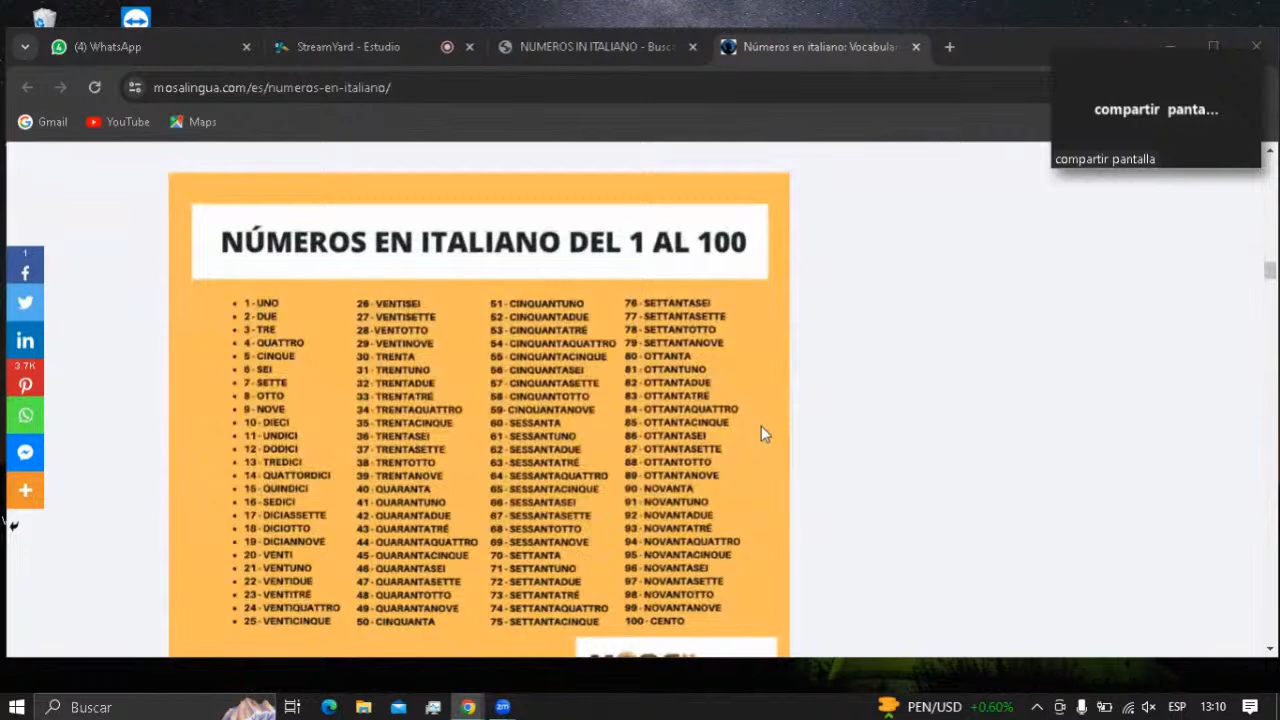 (4) WhatsApp
StreamYard - Estudio
NUMEROS IN ITALIANO - Busc
Números en italiano: Vocabular
mosalingua.com/es/numeros-en-italiano/
Gmail
YouTube
Maps
compartir panta...
compartir pantalla
1
3.7K
NÚMEROS EN ITALIANO DEL 1 AL 100
1 - UNO
2 - DUE
3 - TRE
4 - QUATTRO
5 - CINQUE
6 - SEI
7 - SETTE
8 - OTTO
9 - NOVE
10 - DIECI
11 - UNDICI
12 - DODICI
13 - TREDICI
14 - QUATTORDICI
15 - QUINDICI
16 - SEDICI
17 - DICIASSETTE
18 - DICIOTTO
19 - DICIANNOVE
20 - VENTI
21 - VENTUNO
22 - VENTIDUE
23 - VENTITRÉ
24 - VENTIQUATTRO
25 - VENTICINQUE
26 - VENTISEI
27 - VENTISETTE
28 - VENTOTTO
29 - VENTINOVE
30 - TRENTA
31 - TRENTUNO
32 - TRENTADUE
33 - TRENTATRÉ
34 - TRENTAQUATTRO
35 - TRENTACINQUE
36 - TRENTASEI
37 - TRENTASETTE
38 - TRENTOTTO
39 - TRENTANOVE
40 - QUARANTA
41 - QUARANTUNO
42 - QUARANTADUE
43 - QUARANTATRÉ
44 - QUARANTAQUATTRO
45 - QUARANTACINQUE
46 - QUARANTASEI
47 - QUARANTASETTE
48 - QUARANTOTTO
49 - QUARANTANOVE
50 - CINQUANTA
51 - CINQUANTUNO
52 - CINQUANTADUE
53 - CINQUANTATRÉ
54 - CINQUANTAQUATTRO
55 - CINQUANTACINQUE
56 - CINQUANTASEI
57 - CINQUANTASETTE
58 - CINQUANTOTTO
59 - CINQUANTANOVE
60 - SESSANTA
61 - SESSANTUNO
62 - SESSANTADUE
63 - SESSANTATRÉ
64 - SESSANTAQUATTRO
65 - SESSANTACINQUE
66 - SESSANTASEI
67 - SESSANTASETTE
68 - SESSANTOTTO
69 - SESSANTANOVE
70 - SETTANTA
71 - SETTANTUNO
72 - SETTANTADUE
73 - SETTANTATRÉ
74 - SETTANTAQUATTRO
75 - SETTANTACINQUE
76 - SETTANTASEI
77 - SETTANTASETTE
78 - SETTANTOTTO
79 - SETTANTANOVE
80 - OTTANTA
81 - OTTANTUNO
82 - OTTANTADUE
83 - OTTANTATRÉ
84 - OTTANTAQUATTRO
85 - OTTANTACINQUE
86 - OTTANTASEI
87 - OTTANTASETTE
88 - OTTANTOTTO
89 - OTTANTANOVE
90 - NOVANTA
91 - NOVANTUNO
92 - NOVANTADUE
93 - NOVANTATRÉ
94 - NOVANTAQUATTRO
95 - NOVANTACINQUE
96 - NOVANTASEI
97 - NOVANTASETTE
98 - NOVANTOTTO
99 - NOVANTANOVE
100 - CENTO
Buscar
PEN/USD +0.60%
ESP
13:10